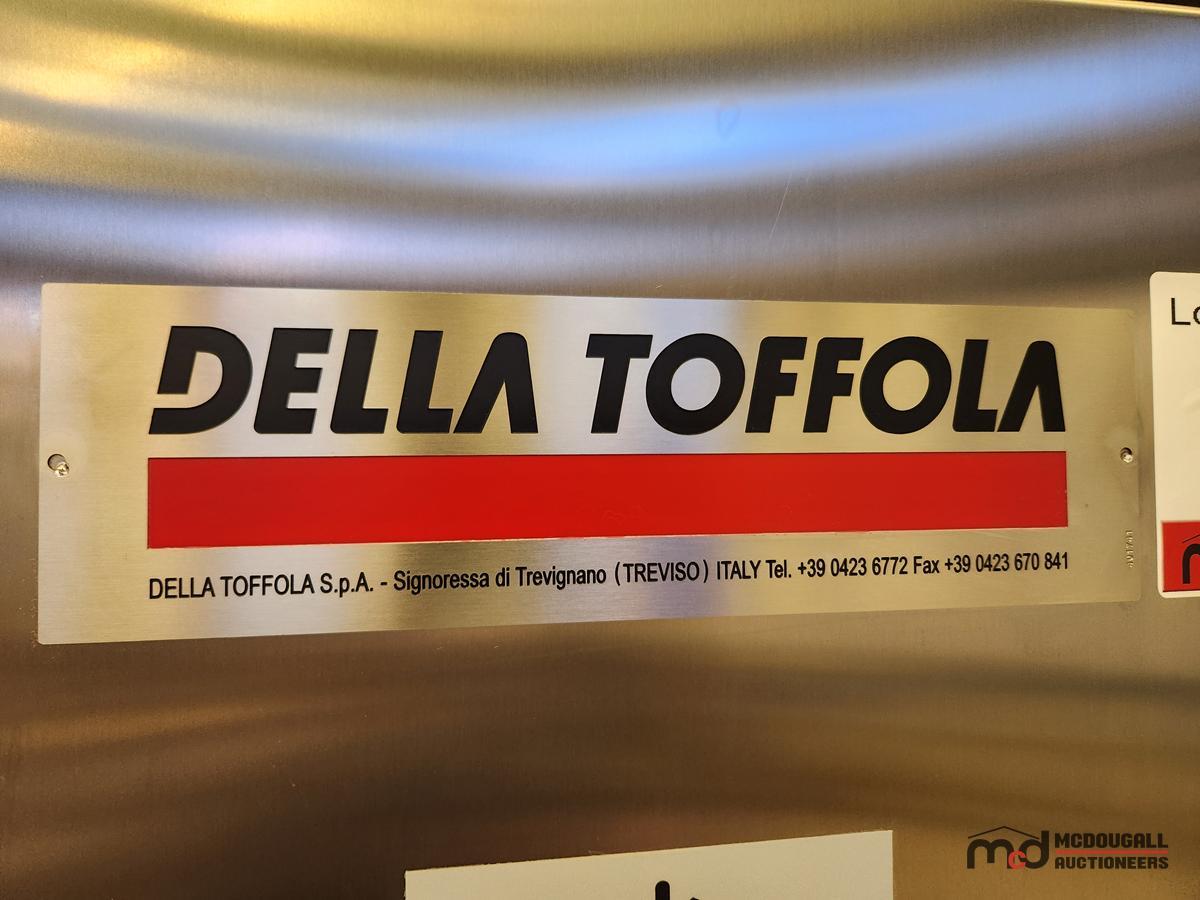 DELLA TOFFOLA
DELLA TOFFOLA S.p.A. - Signoressa di Trevignano (TREVISO) ITALY Tel. +39 0423 6772 Fax +39 0423 670 841
mcd MCDOUGALL
AUCTIONEERS